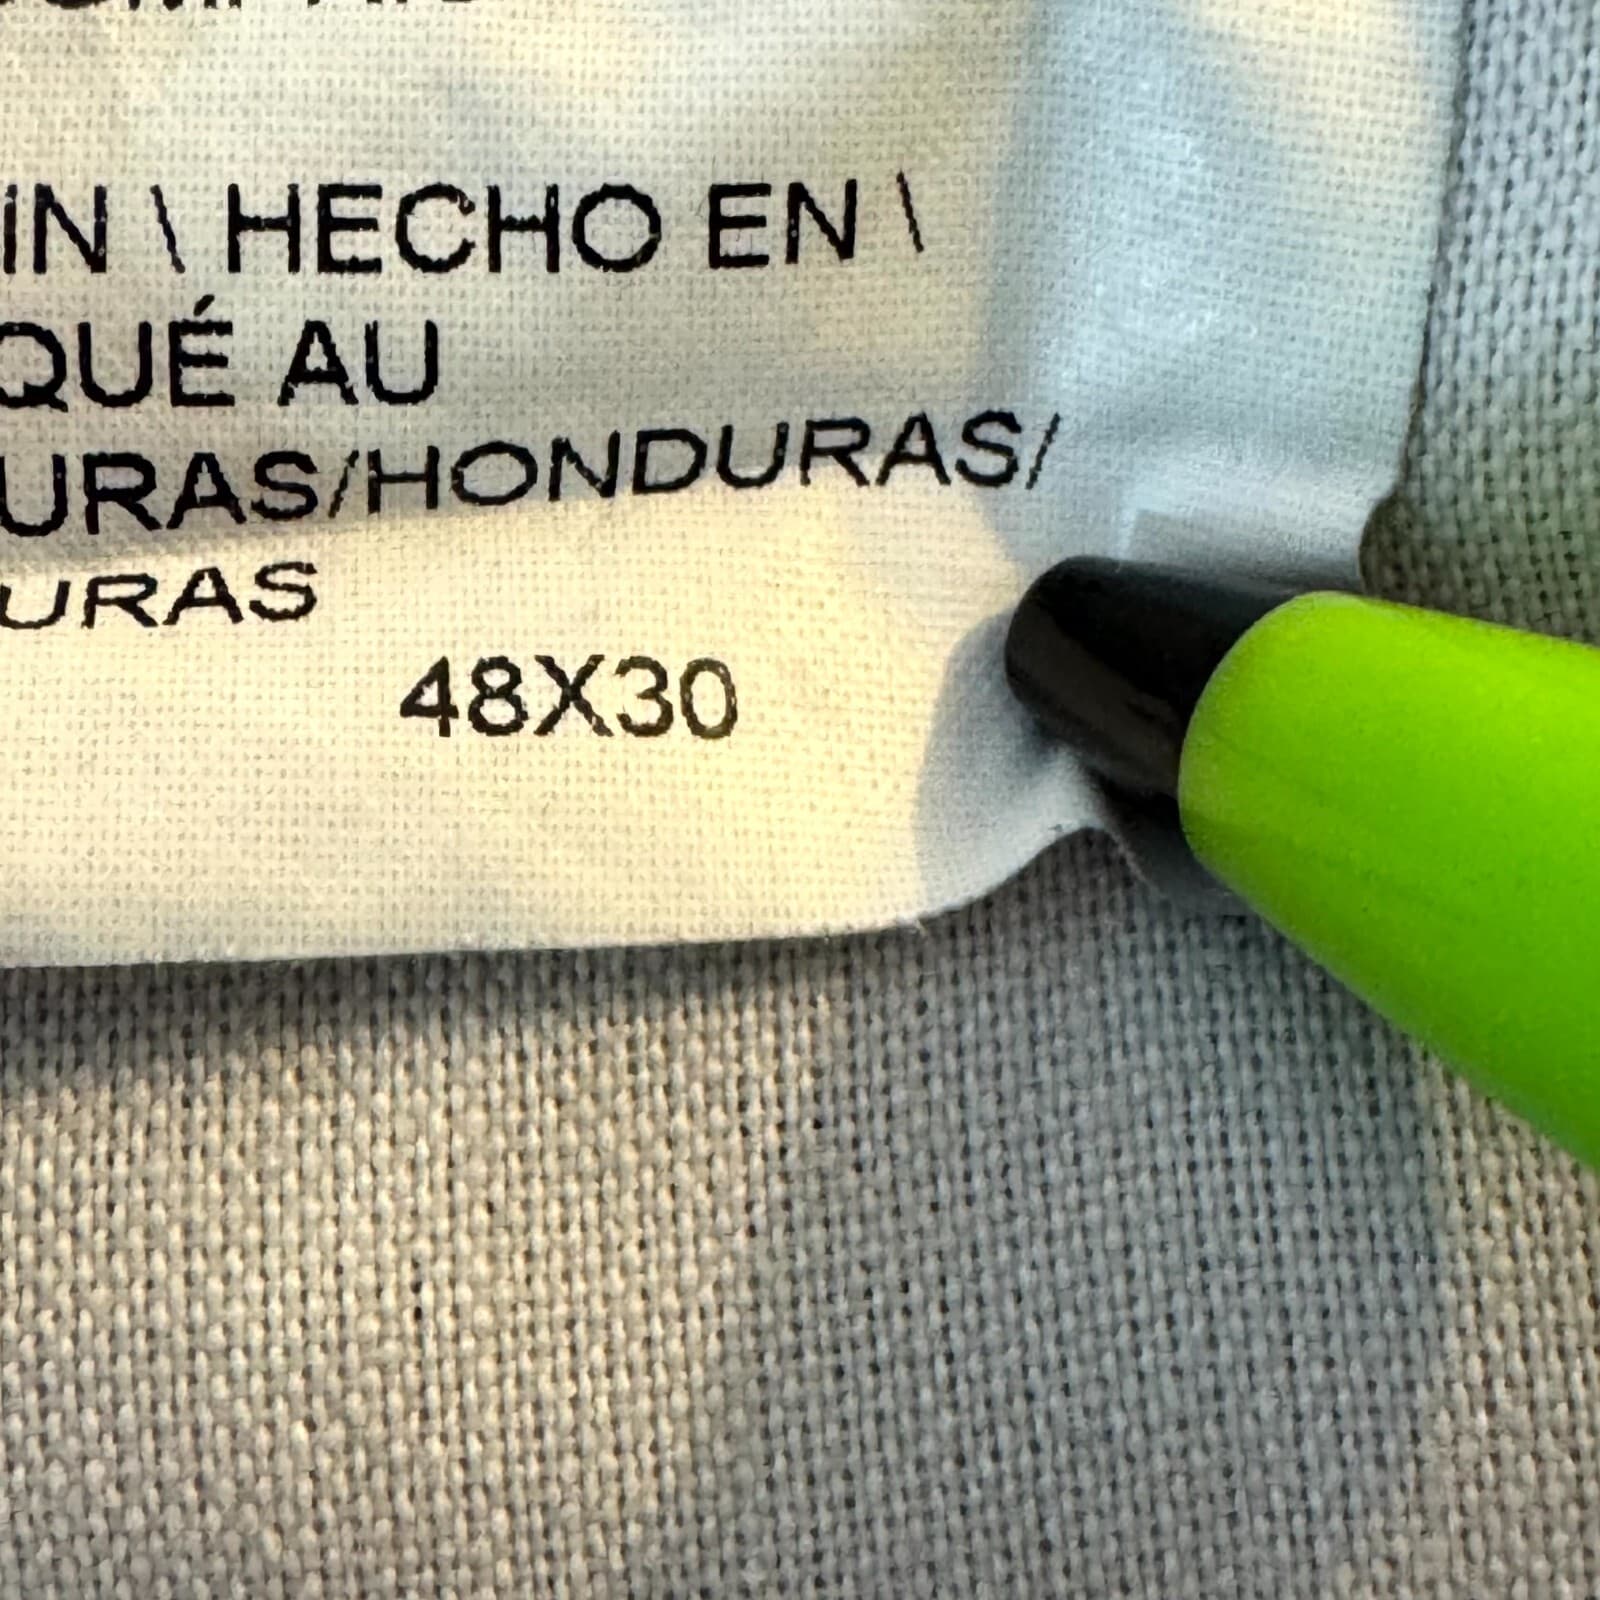 IN \ HECHO EN \
QUÉ AU
URAS/HONDURAS/
URAS
48X30